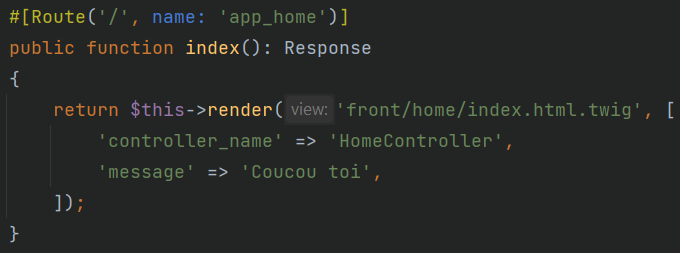 #[Route('/', name: 'app_home')]
public function index(): Response
{
    return $this->render( view: 'front/home/index.html.twig', [
        'controller_name' => 'HomeController',
        'message' => 'Coucou toi',
    ]);
}